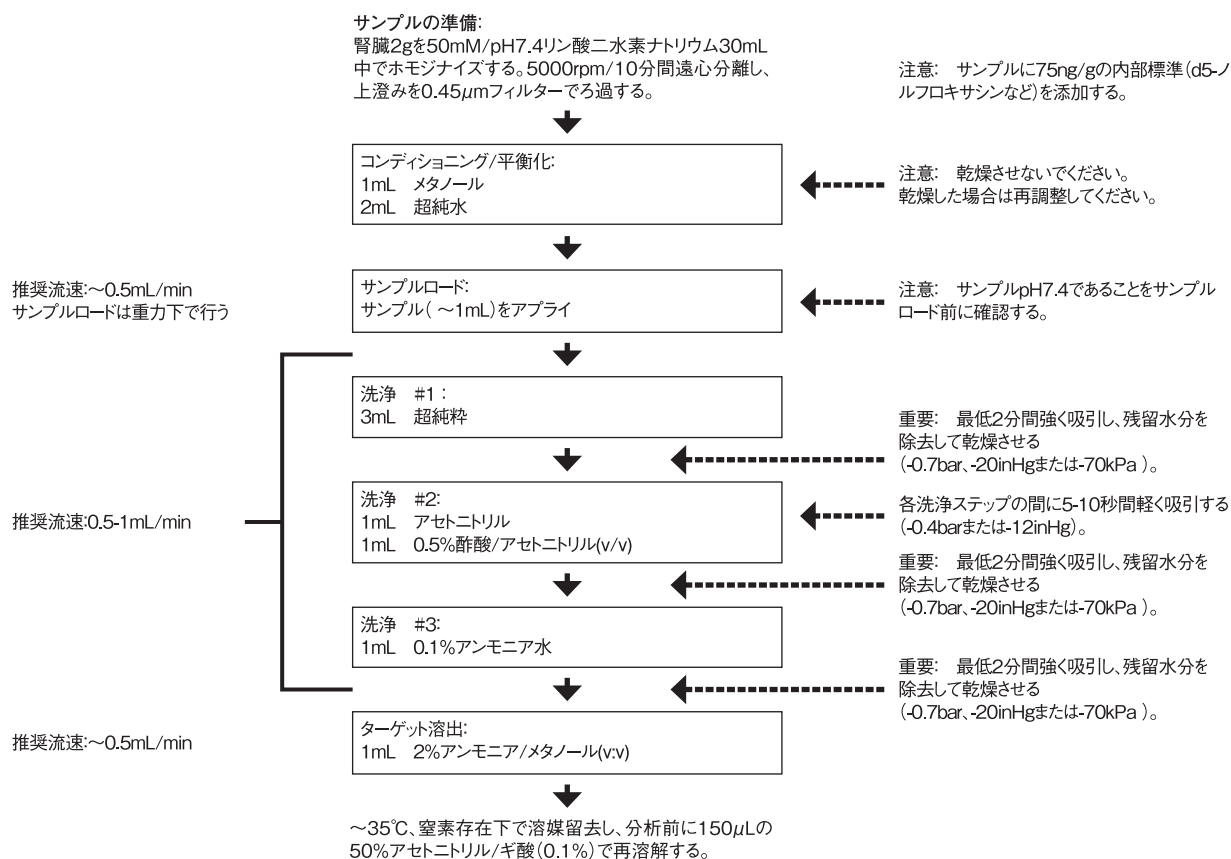 サンプルの準備:
腎臓2gを50mM/pH7.4リン酸二水素ナトリウム30mL
中でホモジナイズする。5000rpm/10分間遠心分離し、
上澄みを0.45μmフィルターでろ過する。
注意: サンプルに75ng/gの内部標準(d5-ノ
ルフロキサシンなど)を添加する。
コンディショニング/平衡化:
1mL メタノール
2mL 超純水
注意: 乾燥させないでください。
乾燥した場合は再調整してください。
推奨流速:~0.5mL/min
サンプルロードは重力下で行う
サンプルロード:
サンプル( ~1mL)をアプライ
注意: サンプルpH7.4であることをサンプル
ロード前に確認する。
洗浄 #1:
3mL 超純粋
重要: 最低2分間強く吸引し、残留水分を
除去して乾燥させる
(-0.7bar、-20inHgまたは-70kPa )。
推奨流速:0.5-1mL/min
洗浄 #2:
1mL アセトニトリル
1mL 0.5%酢酸/アセトニトリル(v/v)
各洗浄ステップの間に5-10秒間軽く吸引する
(-0.4barまたは-12inHg)。
重要: 最低2分間強く吸引し、残留水分を
除去して乾燥させる
(-0.7bar、-20inHgまたは-70kPa )。
洗浄 #3:
1mL 0.1%アンモニア水
重要: 最低2分間強く吸引し、残留水分を
除去して乾燥させる
(-0.7bar、-20inHgまたは-70kPa )。
推奨流速:~0.5mL/min
ターゲット溶出:
1mL 2%アンモニア/メタノール(v:v)
~35℃、窒素存在下で溶媒留去し、分析前に150μLの
50%アセトニトリル/ギ酸(0.1%)で再溶解する。